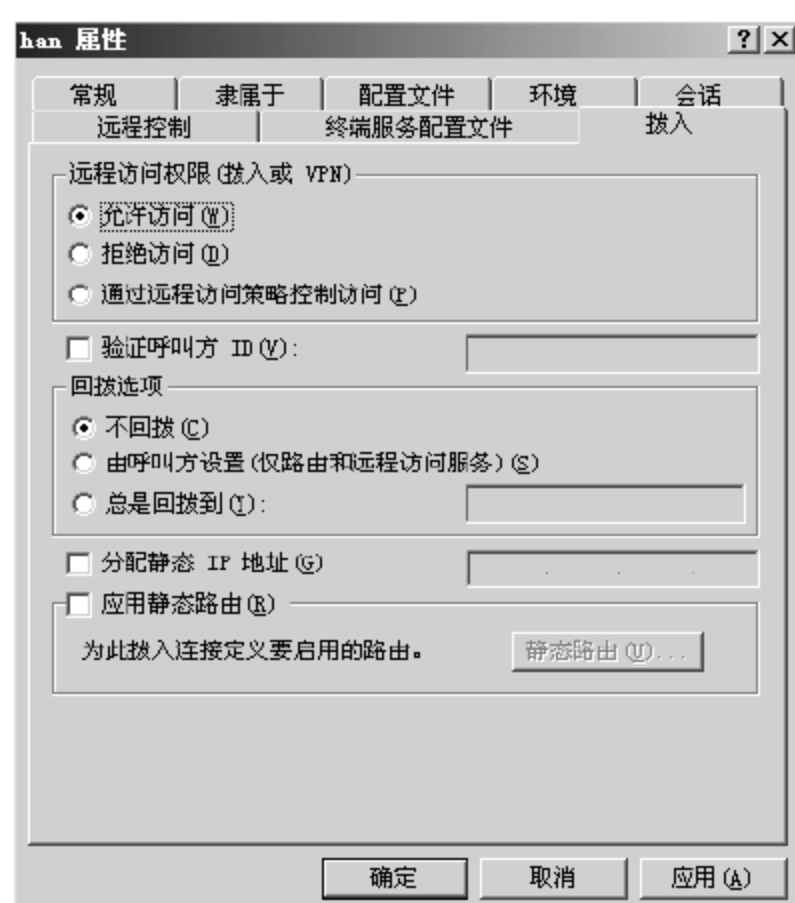 han 属性
常规 隶属于 配置文件 环境 会话
远程控制 终端服务配置文件 拨入
远程访问权限(拨入或 VPN)
允许访问(W)
拒绝访问(D)
通过远程访问策略控制访问(P)
验证呼叫方 ID(V):
回拨选项
不回拨(C)
由呼叫方设置(仅路由和远程访问服务)(S)
总是回拨到(T):
分配静态 IP 地址(G)
应用静态路由(R)
为此拨入连接定义要启用的路由。 静态路由(U)...
确定 取消 应用(A)